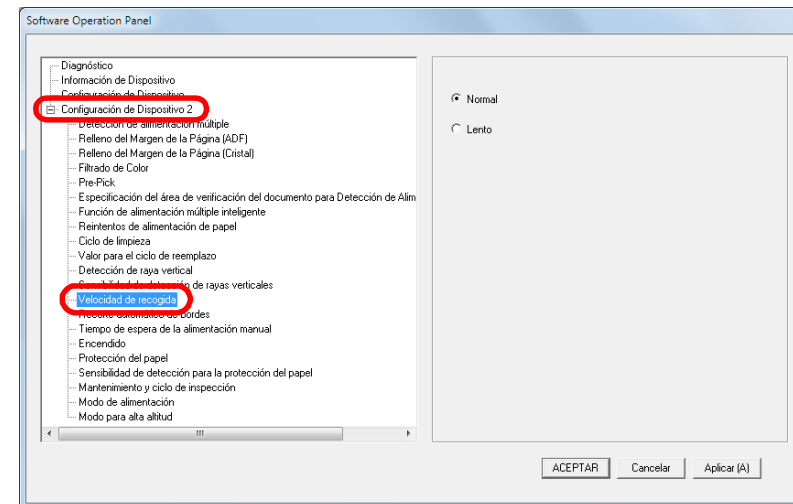 Software Operation Panel
Diagnóstico
Información de Dispositivo
Configuración de Dispositivo
Configuración de Dispositivo 2
Detección de alimentación múltiple
Relleno del Margen de la Página (ADF)
Relleno del Margen de la Página (Cristal)
Filtrado de Color
Pre-Pick
Especificación del área de verificación del documento para Detección de Alim
Función de alimentación múltiple inteligente
Reintentos de alimentación de papel
Ciclo de limpieza
Valor para el ciclo de reemplazo
Detección de raya vertical
Sensibilidad de detección de rayas verticales
Velocidad de recogida
Recorte automático de bordes
Tiempo de espera de la alimentación manual
Encendido
Protección del papel
Sensibilidad de detección para la protección del papel
Mantenimiento y ciclo de inspección
Modo de alimentación
Modo para alta altitud
Normal
Lento
ACEPTAR Cancelar Aplicar (A)